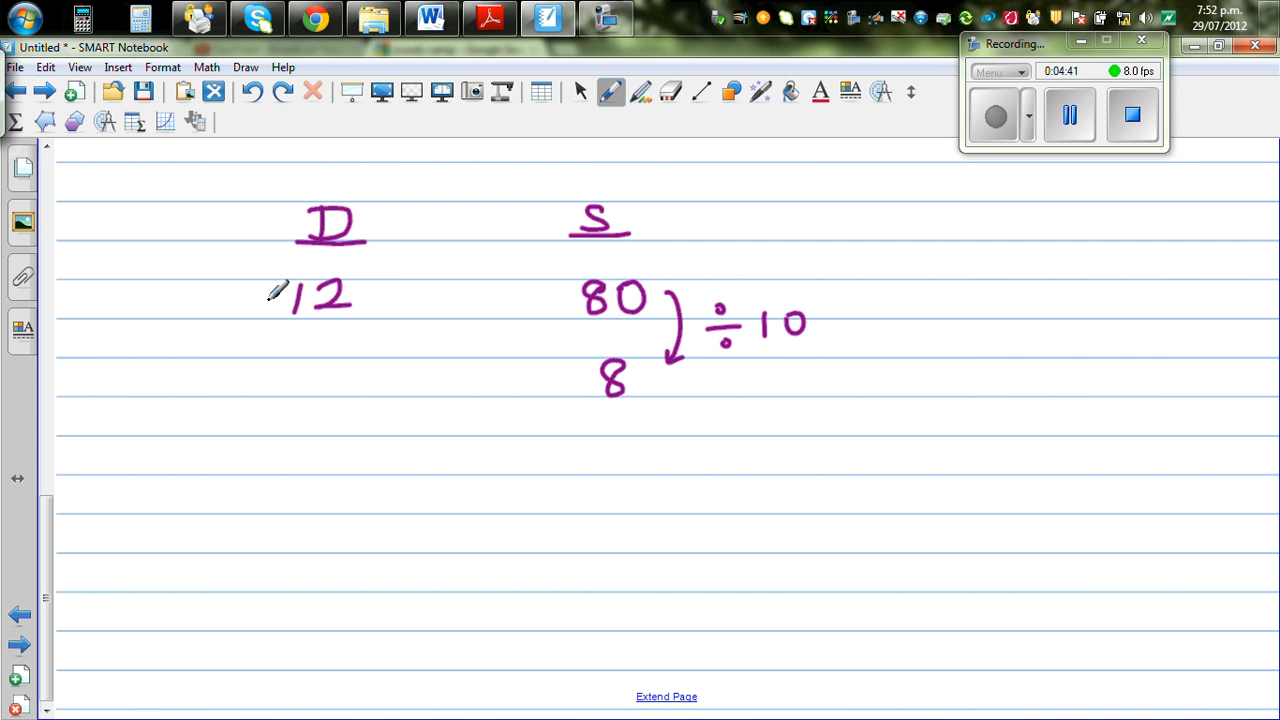 7:52 p.m.
29/07/2012
Untitled * - SMART Notebook
Recording...
File Edit View Insert Format Math Draw Help
Menu 0:04:41 8.0 fps
D S
12 80
÷ 10
8
Extend Page